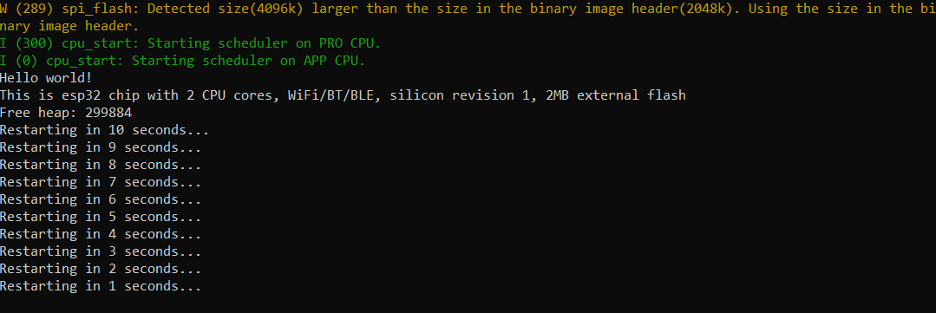 W (289) spi_flash: Detected size(4096k) larger than the size in the binary image header(2048k). Using the size in the bi
nary image header.
I (300) cpu_start: Starting scheduler on PRO CPU.
I (0) cpu_start: Starting scheduler on APP CPU.
Hello world!
This is esp32 chip with 2 CPU cores, WiFi/BT/BLE, silicon revision 1, 2MB external flash
Free heap: 299884
Restarting in 10 seconds...
Restarting in 9 seconds...
Restarting in 8 seconds...
Restarting in 7 seconds...
Restarting in 6 seconds...
Restarting in 5 seconds...
Restarting in 4 seconds...
Restarting in 3 seconds...
Restarting in 2 seconds...
Restarting in 1 seconds...